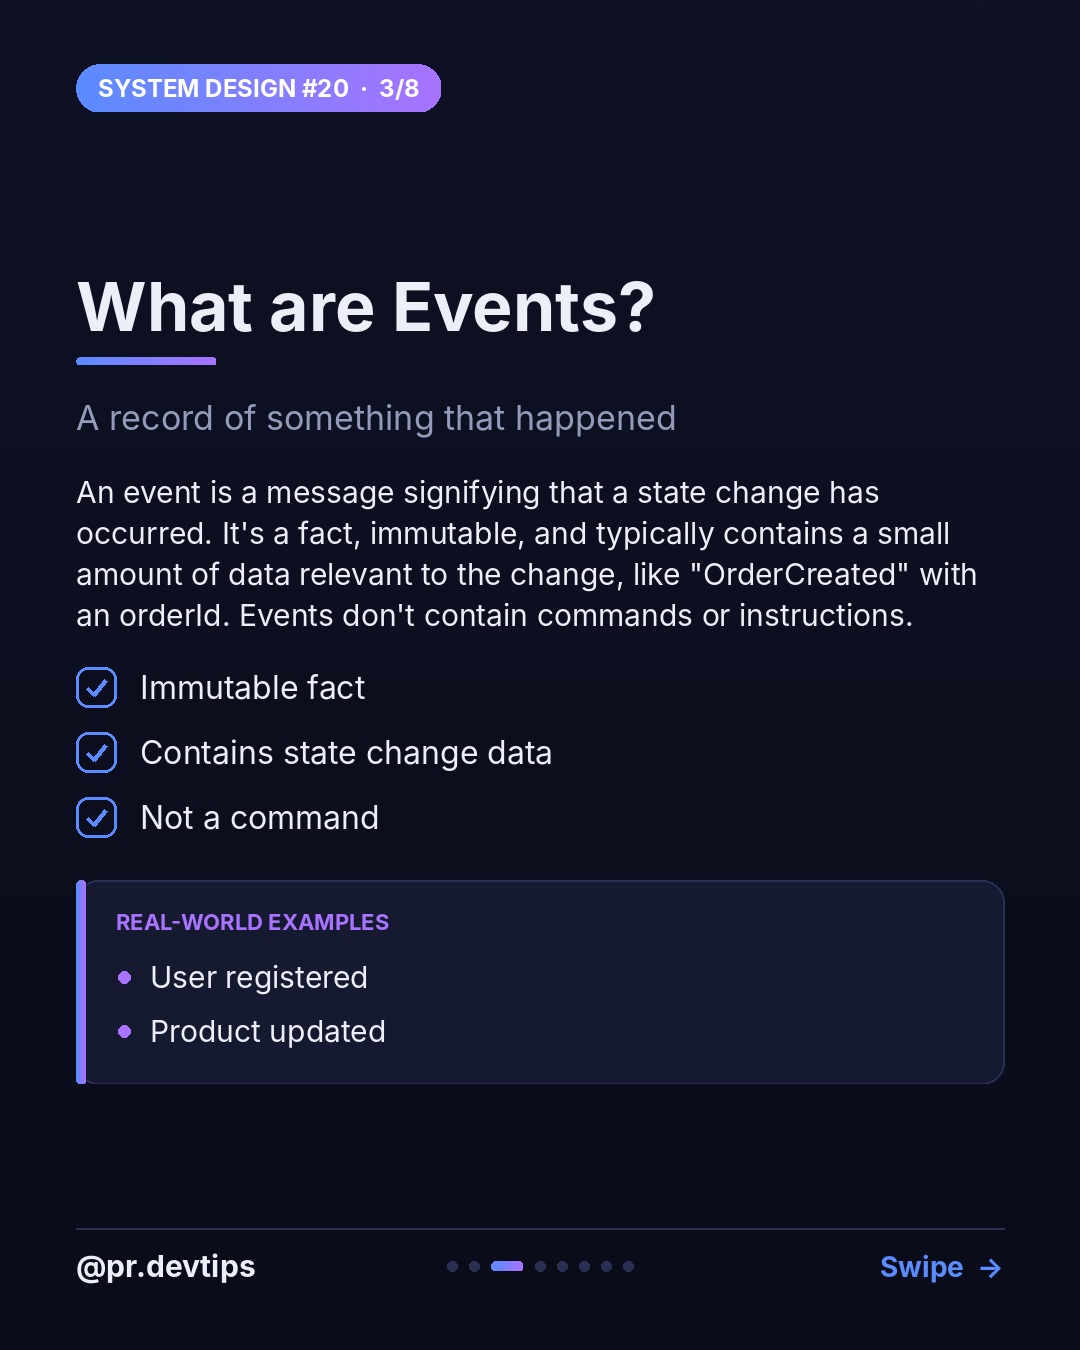 SYSTEM DESIGN #20 · 3/8
What are Events?
A record of something that happened
An event is a message signifying that a state change has
occurred. It's a fact, immutable, and typically contains a small
amount of data relevant to the change, like "OrderCreated" with
an orderId. Events don't contain commands or instructions.
Immutable fact
Contains state change data
Not a command
REAL-WORLD EXAMPLES
User registered
Product updated
@pr.devtips
Swipe →